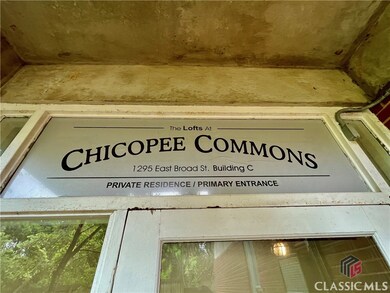 The Lofts At
CHICOPEE COMMONS
1295 East Broad St. Building C
PRIVATE RESIDENCE / PRIMARY ENTRANCE
CLASSIC MLS